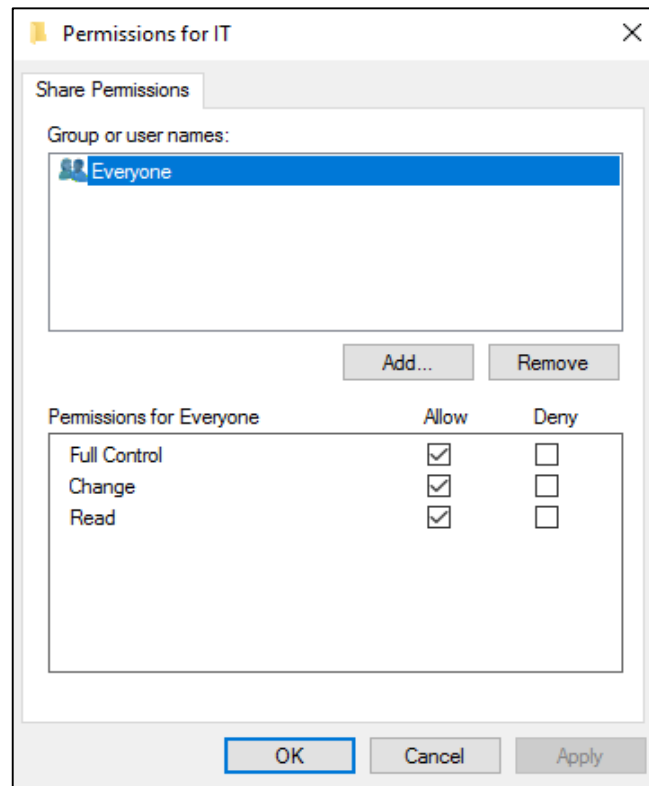 Permissions for IT
Share Permissions
Group or user names:
Everyone
Add... Remove
Permissions for Everyone Allow Deny
Full Control
Change
Read
OK Cancel Apply